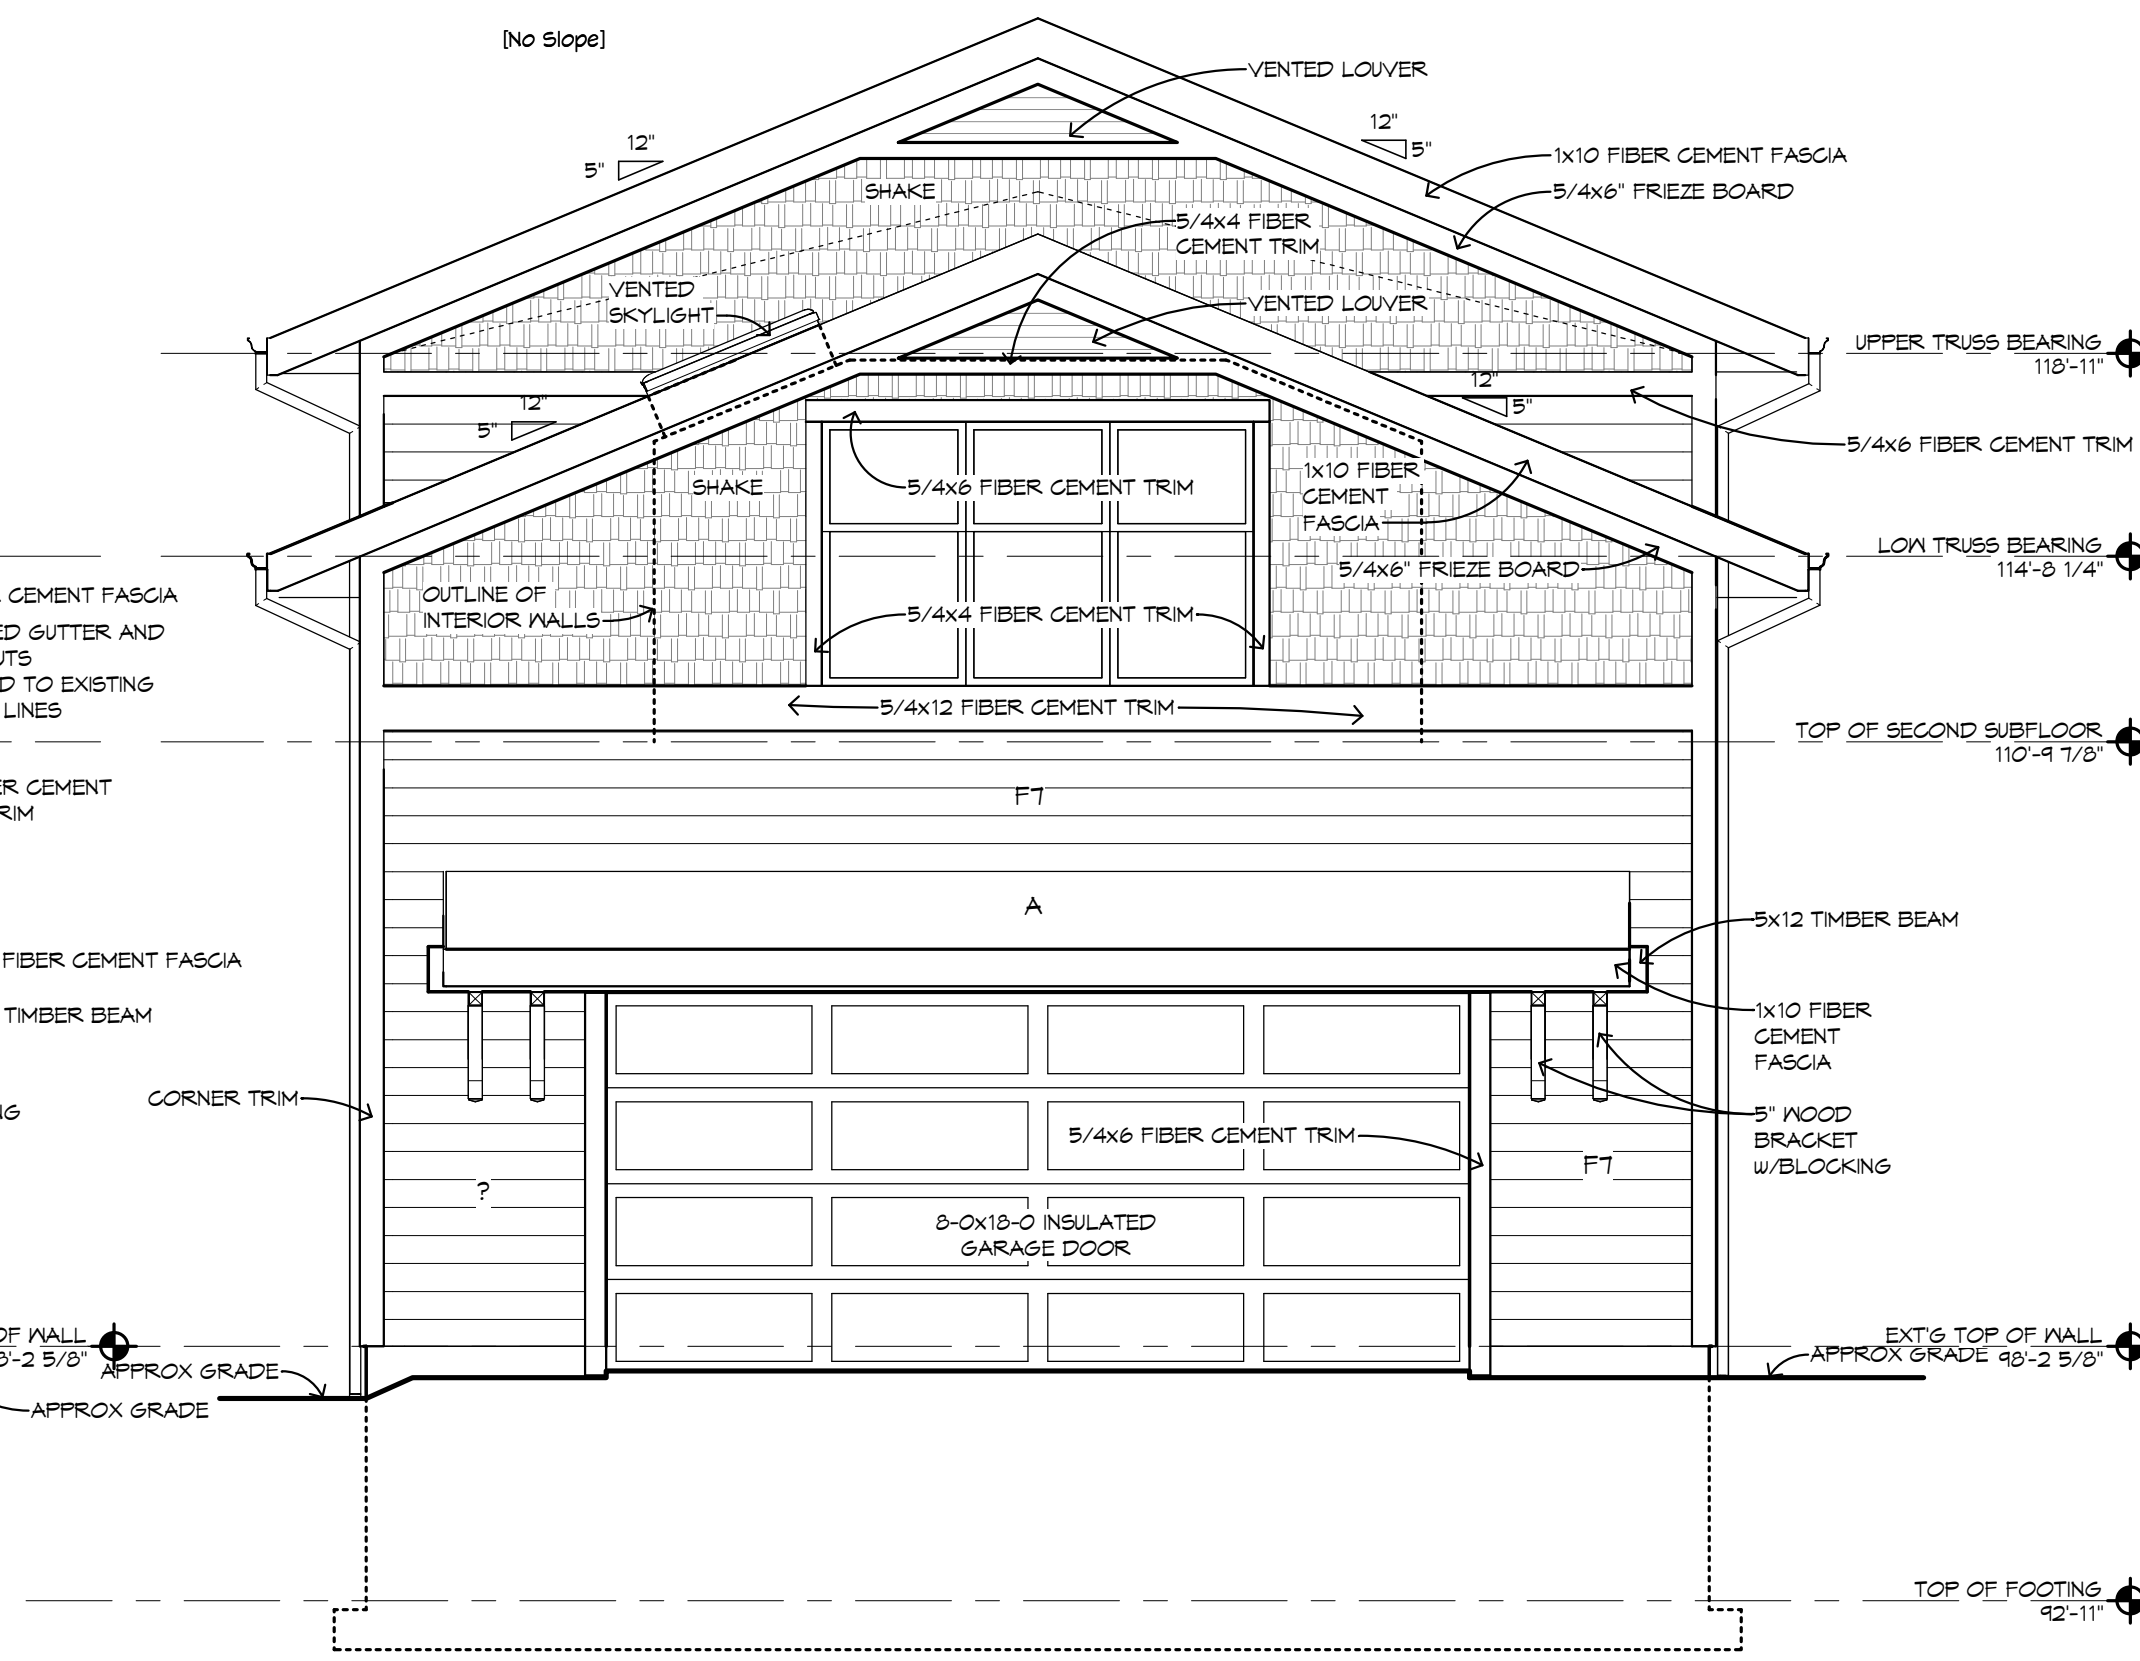 [No Slope]
VENTED LOUVER
12"
5"
12"
5"
1x10 FIBER CEMENT FASCIA
5/4x6" FRIEZE BOARD
SHAKE
5/4x4 FIBER
CEMENT TRIM
VENTED
SKYLIGHT
VENTED LOUVER
UPPER TRUSS BEARING
118'-11"
12"
5"
12"
5"
5/4x6 FIBER CEMENT TRIM
SHAKE
5/4x6 FIBER CEMENT TRIM
1x10 FIBER
CEMENT
FASCIA
LOW TRUSS BEARING
114'-8 1/4"
5/4x6" FRIEZE BOARD
CEMENT FASCIA
OUTLINE OF
INTERIOR WALLS
5/4x4 FIBER CEMENT TRIM
GUTTER AND
TO EXISTING
LINES
5/4x12 FIBER CEMENT TRIM
TOP OF SECOND SUBFLOOR
110'-9 7/8"
CEMENT
F7
A
5x12 TIMBER BEAM
FIBER CEMENT FASCIA
TIMBER BEAM
1x10 FIBER
CEMENT
FASCIA
CORNER TRIM
5" WOOD
BRACKET
w/BLOCKING
5/4x6 FIBER CEMENT TRIM
F7
?
8-0x18-0 INSULATED
GARAGE DOOR
OF WALL
2 5/8"
APPROX GRADE
APPROX GRADE
EXT'G TOP OF WALL
98'-2 5/8"
APPROX GRADE
TOP OF FOOTING
92'-11"